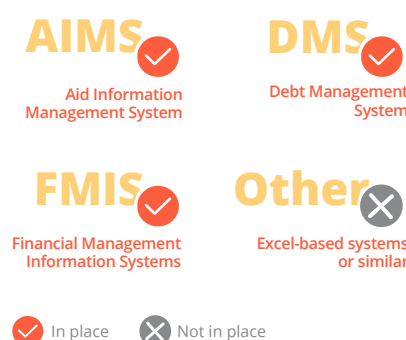 AIMS
Aid Information
Management System
DMS
Debt Management
System
FMIS
Financial Management
Information Systems
Other
Excel-based systems
or similar
In place
Not in place